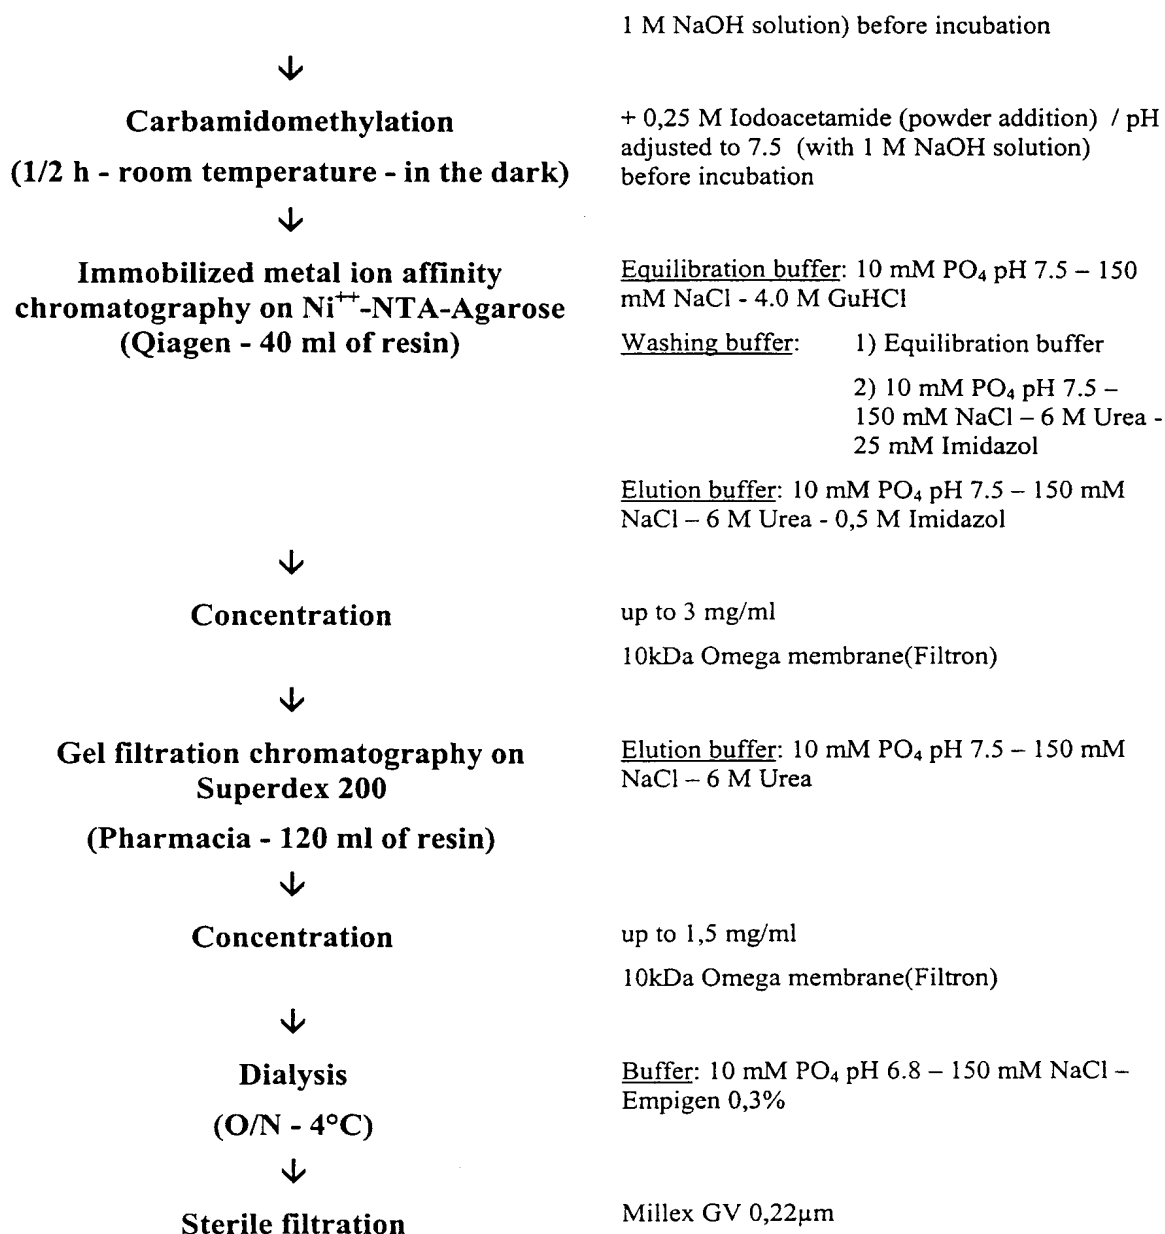 1 M NaOH solution) before incubation
↓
Carbamidomethylation
(1/2 h - room temperature - in the dark)
+ 0,25 M Iodoacetamide (powder addition) / pH
adjusted to 7.5 (with 1 M NaOH solution)
before incubation
↓
Immobilized metal ion affinity
chromatography on Ni⁺⁺-NTA-Agarose
(Qiagen - 40 ml of resin)
Equilibration buffer: 10 mM PO₄ pH 7.5 – 150
mM NaCl - 4.0 M GuHCl
Washing buffer: 1) Equilibration buffer
2) 10 mM PO₄ pH 7.5 –
150 mM NaCl – 6 M Urea -
25 mM Imidazol
Elution buffer: 10 mM PO₄ pH 7.5 – 150 mM
NaCl – 6 M Urea - 0,5 M Imidazol
↓
Concentration
up to 3 mg/ml
10kDa Omega membrane(Filtron)
↓
Gel filtration chromatography on
Superdex 200
(Pharmacia - 120 ml of resin)
Elution buffer: 10 mM PO₄ pH 7.5 – 150 mM
NaCl – 6 M Urea
↓
Concentration
up to 1,5 mg/ml
10kDa Omega membrane(Filtron)
↓
Dialysis
(O/N - 4°C)
Buffer: 10 mM PO₄ pH 6.8 – 150 mM NaCl –
Empigen 0,3%
↓
Sterile filtration
Millex GV 0,22µm